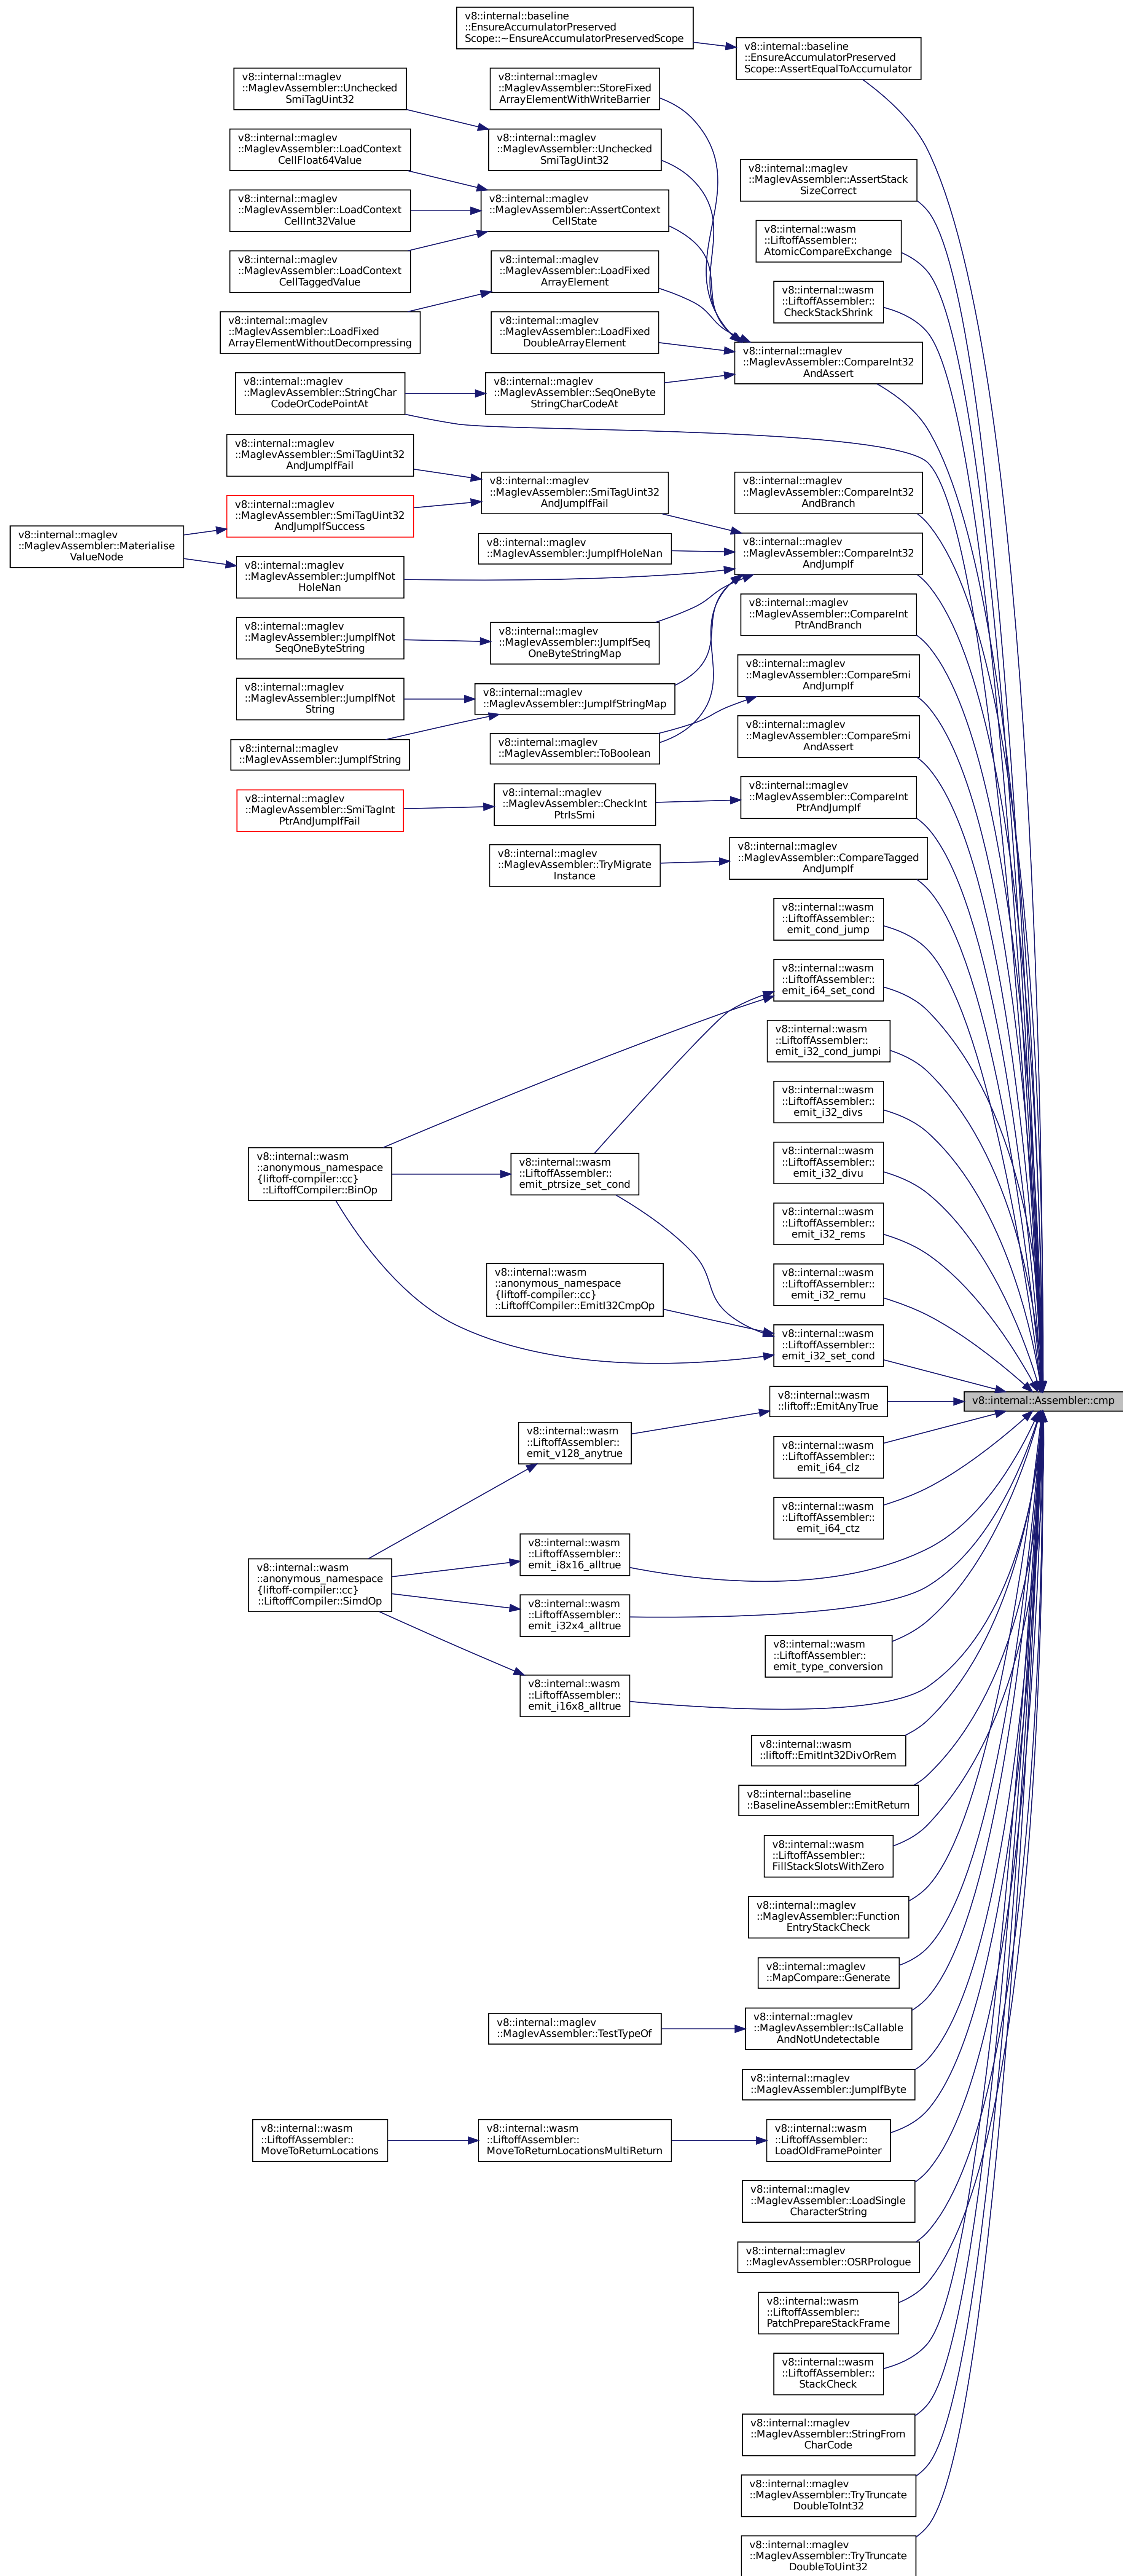 v8::internal::baseline
::EnsureAccumulatorPreserved
Scope::~EnsureAccumulatorPreservedScope
v8::internal::baseline
::EnsureAccumulatorPreserved
Scope::AssertEqualToAccumulator
v8::internal::maglev
::MaglevAssembler::Unchecked
SmiTagUint32
v8::internal::maglev
::MaglevAssembler::StoreFixed
ArrayElementWithWriteBarrier
v8::internal::maglev
::MaglevAssembler::LoadContext
CellFloat64Value
v8::internal::maglev
::MaglevAssembler::Unchecked
SmiTagUint32
v8::internal::maglev
::MaglevAssembler::AssertStack
SizeCorrect
v8::internal::maglev
::MaglevAssembler::LoadContext
CellInt32Value
v8::internal::maglev
::MaglevAssembler::AssertContext
CellState
v8::internal::wasm
::LiftoffAssembler::
AtomicCompareExchange
v8::internal::maglev
::MaglevAssembler::LoadContext
CellTaggedValue
v8::internal::maglev
::MaglevAssembler::LoadFixed
ArrayElement
v8::internal::wasm
::LiftoffAssembler::
CheckStackShrink
v8::internal::maglev
::MaglevAssembler::LoadFixed
ArrayElementWithoutDecompressing
v8::internal::maglev
::MaglevAssembler::LoadFixed
DoubleArrayElement
v8::internal::maglev
::MaglevAssembler::CompareInt32
AndAssert
v8::internal::maglev
::MaglevAssembler::StringChar
CodeOrCodePointAt
v8::internal::maglev
::MaglevAssembler::SeqOneByte
StringCharCodeAt
v8::internal::maglev
::MaglevAssembler::SmiTagUint32
AndJumpIfFail
v8::internal::maglev
::MaglevAssembler::SmiTagUint32
AndJumpIfFail
v8::internal::maglev
::MaglevAssembler::CompareInt32
AndBranch
v8::internal::maglev
::MaglevAssembler::SmiTagUint32
AndJumpIfSuccess
v8::internal::maglev
::MaglevAssembler::Materialise
ValueNode
v8::internal::maglev
::MaglevAssembler::JumpIfHoleNan
v8::internal::maglev
::MaglevAssembler::CompareInt32
AndJumpIf
v8::internal::maglev
::MaglevAssembler::JumpIfNot
HoleNan
v8::internal::maglev
::MaglevAssembler::CompareInt
PtrAndBranch
v8::internal::maglev
::MaglevAssembler::JumpIfNot
SeqOneByteString
v8::internal::maglev
::MaglevAssembler::JumpIfSeq
OneByteStringMap
v8::internal::maglev
::MaglevAssembler::CompareSmi
AndJumpIf
v8::internal::maglev
::MaglevAssembler::JumpIfNot
String
v8::internal::maglev
::MaglevAssembler::JumpIfStringMap
v8::internal::maglev
::MaglevAssembler::CompareSmi
AndAssert
v8::internal::maglev
::MaglevAssembler::JumpIfString
v8::internal::maglev
::MaglevAssembler::ToBoolean
v8::internal::maglev
::MaglevAssembler::SmiTagInt
PtrAndJumpIfFail
v8::internal::maglev
::MaglevAssembler::CheckInt
PtrIsSmi
v8::internal::maglev
::MaglevAssembler::CompareInt
PtrAndJumpIf
v8::internal::maglev
::MaglevAssembler::TryMigrate
Instance
v8::internal::maglev
::MaglevAssembler::CompareTagged
AndJumpIf
v8::internal::wasm
::LiftoffAssembler::
emit_cond_jump
v8::internal::wasm
::LiftoffAssembler::
emit_i64_set_cond
v8::internal::wasm
::LiftoffAssembler::
emit_i32_cond_jumpi
v8::internal::wasm
::LiftoffAssembler::
emit_i32_divs
v8::internal::wasm
::LiftoffAssembler::
emit_i32_divu
v8::internal::wasm
::anonymous_namespace
{liftoff-compiler::cc}
::LiftoffCompiler::BinOp
v8::internal::wasm
::LiftoffAssembler::
emit_ptrsize_set_cond
v8::internal::wasm
::LiftoffAssembler::
emit_i32_rems
v8::internal::wasm
::anonymous_namespace
{liftoff-compiler::cc}
::LiftoffCompiler::EmitI32CmpOp
v8::internal::wasm
::LiftoffAssembler::
emit_i32_remu
v8::internal::wasm
::LiftoffAssembler::
emit_i32_set_cond
v8::internal::wasm
::liftoff::EmitAnyTrue
v8::internal::Assembler::cmp
v8::internal::wasm
::LiftoffAssembler::
emit_v128_anytrue
v8::internal::wasm
::LiftoffAssembler::
emit_i64_clz
v8::internal::wasm
::LiftoffAssembler::
emit_i64_ctz
v8::internal::wasm
::anonymous_namespace
{liftoff-compiler::cc}
::LiftoffCompiler::SimdOp
v8::internal::wasm
::LiftoffAssembler::
emit_i8x16_alltrue
v8::internal::wasm
::LiftoffAssembler::
emit_i32x4_alltrue
v8::internal::wasm
::LiftoffAssembler::
emit_type_conversion
v8::internal::wasm
::LiftoffAssembler::
emit_i16x8_alltrue
v8::internal::wasm
::liftoff::EmitInt32DivOrRem
v8::internal::baseline
::BaselineAssembler::EmitReturn
v8::internal::wasm
::LiftoffAssembler::
FillStackSlotsWithZero
v8::internal::maglev
::MaglevAssembler::Function
EntryStackCheck
v8::internal::maglev
::MapCompare::Generate
v8::internal::maglev
::MaglevAssembler::TestTypeOf
v8::internal::maglev
::MaglevAssembler::IsCallable
AndNotUndetectable
v8::internal::maglev
::MaglevAssembler::JumpIfByte
v8::internal::wasm
::LiftoffAssembler::
MoveToReturnLocations
v8::internal::wasm
::LiftoffAssembler::
MoveToReturnLocationsMultiReturn
v8::internal::wasm
::LiftoffAssembler::
LoadOldFramePointer
v8::internal::maglev
::MaglevAssembler::LoadSingle
CharacterString
v8::internal::maglev
::MaglevAssembler::OSRPrologue
v8::internal::wasm
::LiftoffAssembler::
PatchPrepareStackFrame
v8::internal::wasm
::LiftoffAssembler::
StackCheck
v8::internal::maglev
::MaglevAssembler::StringFrom
CharCode
v8::internal::maglev
::MaglevAssembler::TryTruncate
DoubleToInt32
v8::internal::maglev
::MaglevAssembler::TryTruncate
DoubleToUint32